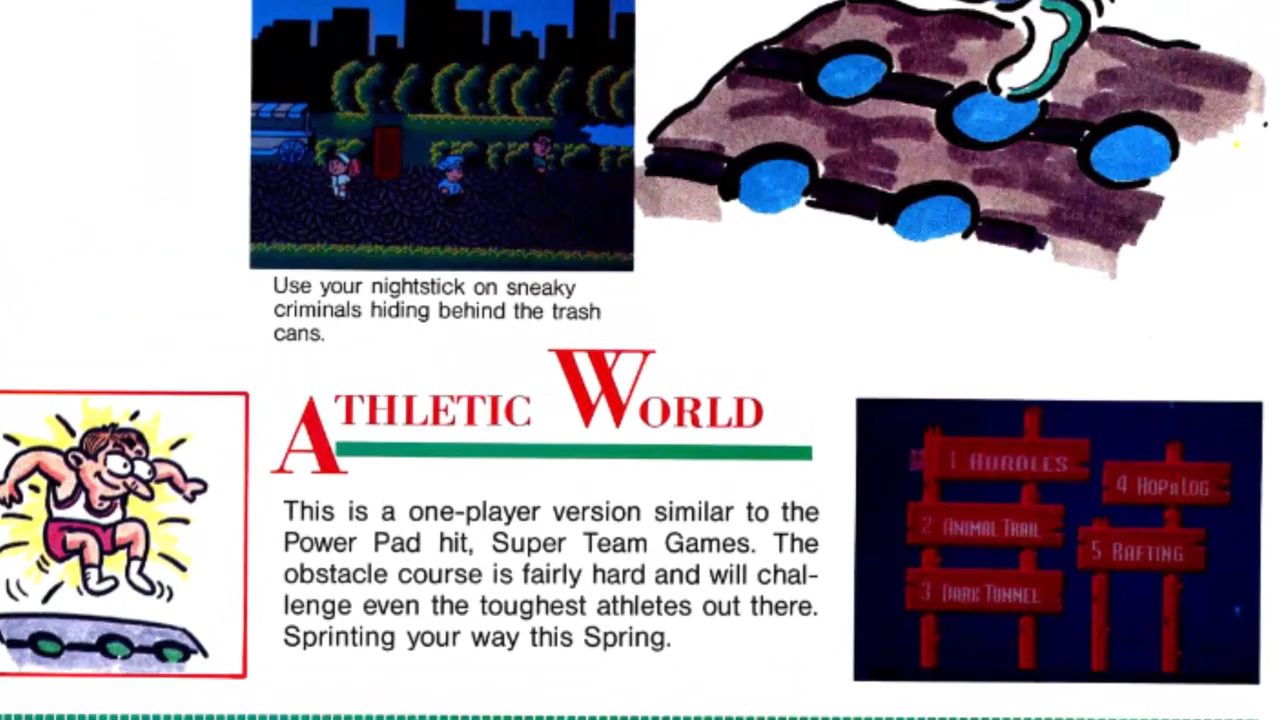 Use your nightstick on sneaky
criminals hiding behind the trash
cans.
ATHLETIC WORLD
This is a one-player version similar to the
Power Pad hit, Super Team Games. The
obstacle course is fairly hard and will chal-
lenge even the toughest athletes out there.
Sprinting your way this Spring.
1 HURDLES
2 ANIMAL TRAIL
3 DARK TUNNEL
4 HOP N LOG
5 RAFTING